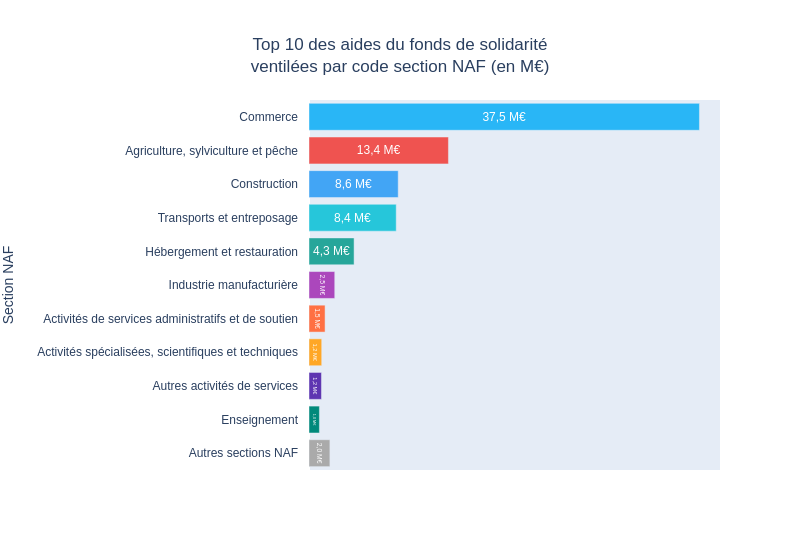 Top 10 des aides du fonds de solidarité
ventilées par code section NAF (en M€)
Section NAF
Commerce
37,5 M€
Agriculture, sylviculture et pêche
13,4 M€
Construction
8,6 M€
Transports et entreposage
8,4 M€
Hébergement et restauration
4,3 M€
Industrie manufacturière
2,5 M€
Activités de services administratifs et de soutien
1,5 M€
Activités spécialisées, scientifiques et techniques
1,2 M€
Autres activités de services
1,2 M€
Enseignement
Autres sections NAF
2,0 M€